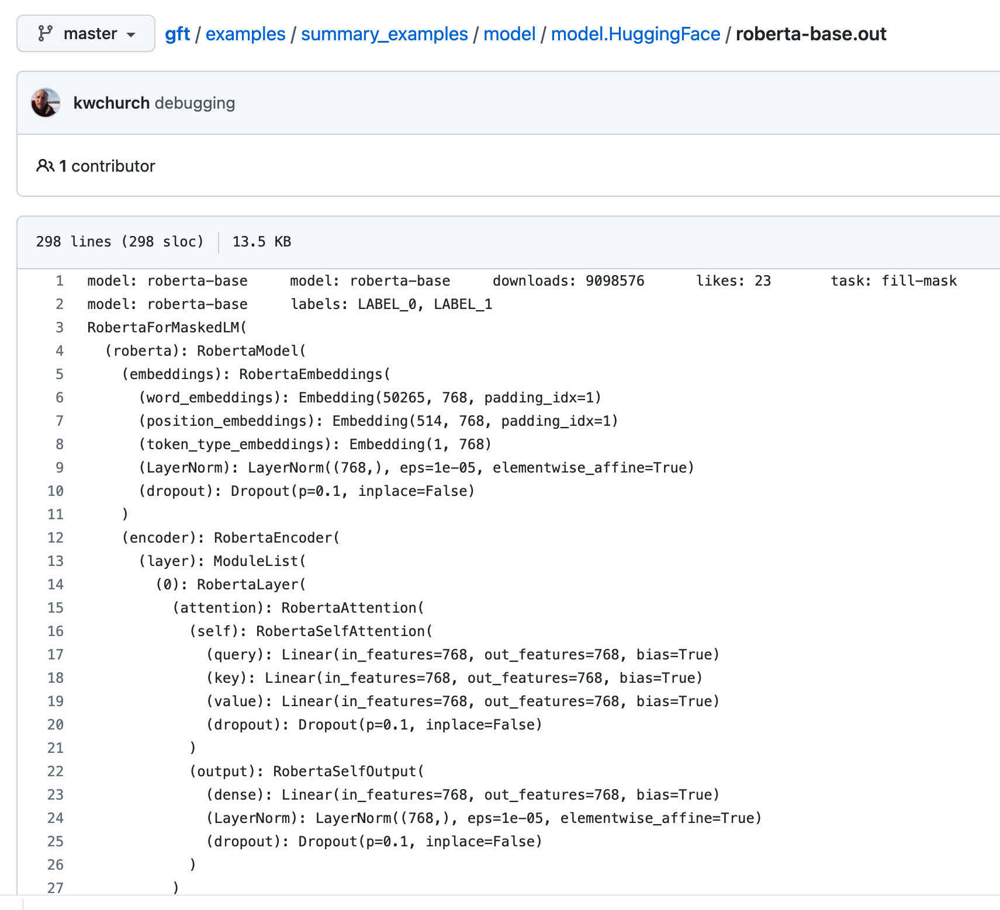 master gft / examples / summary_examples / model / model.HuggingFace / roberta-base.out
kwchurch debugging
1 contributor
298 lines (298 sloc) 13.5 KB
1 model: roberta-base model: roberta-base downloads: 9098576 likes: 23 task: fill-mask
2 model: roberta-base labels: LABEL_0, LABEL_1
3 RobertaForMaskedLM(
4 (roberta): RobertaModel(
5 (embeddings): RobertaEmbeddings(
6 (word_embeddings): Embedding(50265, 768, padding_idx=1)
7 (position_embeddings): Embedding(514, 768, padding_idx=1)
8 (token_type_embeddings): Embedding(1, 768)
9 (LayerNorm): LayerNorm((768,), eps=1e-05, elementwise_affine=True)
10 (dropout): Dropout(p=0.1, inplace=False)
11 )
12 (encoder): RobertaEncoder(
13 (layer): ModuleList(
14 (0): RobertaLayer(
15 (attention): RobertaAttention(
16 (self): RobertaSelfAttention(
17 (query): Linear(in_features=768, out_features=768, bias=True)
18 (key): Linear(in_features=768, out_features=768, bias=True)
19 (value): Linear(in_features=768, out_features=768, bias=True)
20 (dropout): Dropout(p=0.1, inplace=False)
21 )
22 (output): RobertaSelfOutput(
23 (dense): Linear(in_features=768, out_features=768, bias=True)
24 (LayerNorm): LayerNorm((768,), eps=1e-05, elementwise_affine=True)
25 (dropout): Dropout(p=0.1, inplace=False)
26 )
27 )